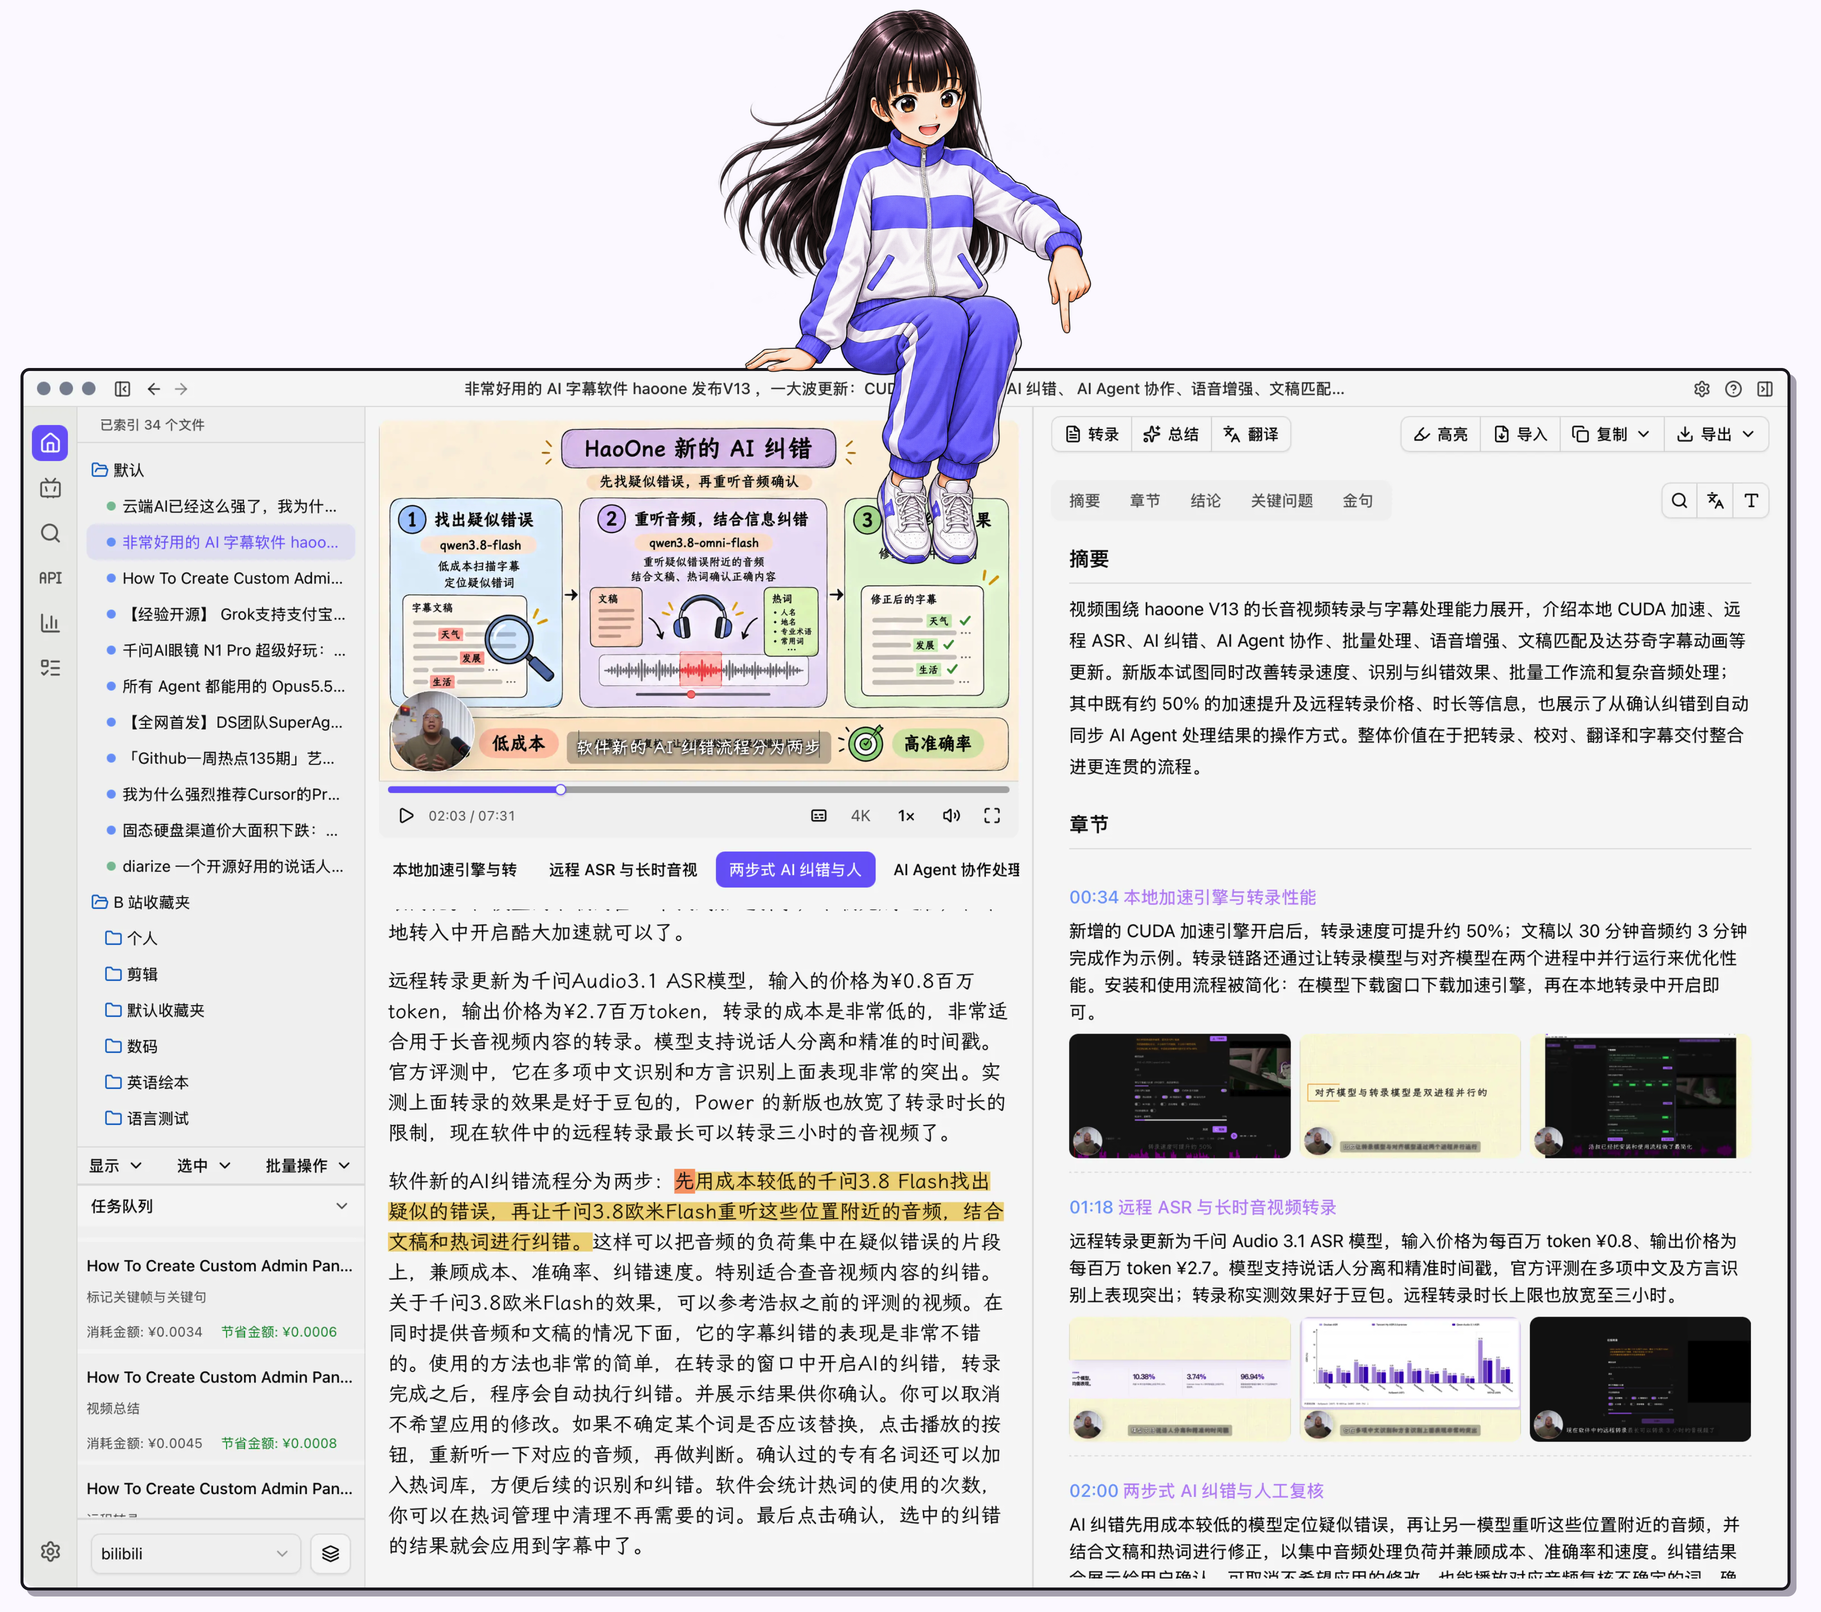 非常好用的 AI 字幕软件 haoone 发布V13 ，一大波更新：CUD
AI 纠错、 AI Agent 协作、语音增强、文稿匹配...
已索引 34 个文件
默认
云端AI已经这么强了，我为什...
非常好用的 AI 字幕软件 haoo...
How To Create Custom Admi...
【经验开源】 Grok支持支付宝...
千问AI眼镜 N1 Pro 超级好玩： ...
所有 Agent 都能用的 Opus5.5...
【全网首发】DS团队SuperAg...
「Github一周热点135期」艺...
我为什么强烈推荐Cursor的Pr...
固态硬盘渠道价大面积下跌： ...
diarize 一个开源好用的说话人...
B 站收藏夹
个人
剪辑
默认收藏夹
数码
英语绘本
语言测试
显示
选中
批量操作
任务队列
How To Create Custom Admin Pan...
标记关键帧与关键句
消耗金额: ¥0.0034 节省金额: ¥0.0006
How To Create Custom Admin Pan...
视频总结
消耗金额: ¥0.0045 节省金额: ¥0.0008
How To Create Custom Admin Pan...
bilibili
API
HaoOne 新的 AI 纠错
先找疑似错误，再重听音频确认
1 找出疑似错误
qwen3.8-flash
低成本扫描字幕
定位疑似错词
字幕文稿
天气
发展
生活
2 重听音频，结合信息纠错
qwen3.8-omni-flash
重听疑似错误附近的音频
结合文稿、热词确认正确内容
文稿
热词
人名
地名
专业术语
常用词
...
3
果
修正后的字幕
天气
发展
生活
低成本
软件新的 AI 纠错流程分为两步
高准确率
02:03 / 07:31
4K
1×
本地加速引擎与转
远程 ASR 与长时音视
两步式 AI 纠错与人
AI Agent 协作处理
地转入中开启酷大加速就可以了。
远程转录更新为千问Audio3.1 ASR模型，输入的价格为¥0.8百万
token，输出价格为¥2.7百万token，转录的成本是非常低的，非常适
合用于长音视频内容的转录。模型支持说话人分离和精准的时间戳。
官方评测中，它在多项中文识别和方言识别上面表现非常的突出。实
测上面转录的效果是好于豆包的，Power 的新版也放宽了转录时长的
限制，现在软件中的远程转录最长可以转录三小时的音视频了。
软件新的AI纠错流程分为两步：先用成本较低的千问3.8 Flash找出
疑似的错误，再让千问3.8欧米Flash重听这些位置附近的音频，结合
文稿和热词进行纠错。这样可以把音频的负荷集中在疑似错误的片段
上，兼顾成本、准确率、纠错速度。特别适合查音视频内容的纠错。
关于千问3.8欧米Flash的效果，可以参考浩叔之前的评测的视频。在
同时提供音频和文稿的情况下面，它的字幕纠错的表现是非常不错
的。使用的方法也非常的简单，在转录的窗口中开启AI的纠错，转录
完成之后，程序会自动执行纠错。并展示结果供你确认。你可以取消
不希望应用的修改。如果不确定某个词是否应该替换，点击播放的按
钮，重新听一下对应的音频，再做判断。确认过的专有名词还可以加
入热词库，方便后续的识别和纠错。软件会统计热词的使用的次数，
你可以在热词管理中清理不再需要的词。最后点击确认，选中的纠错
的结果就会应用到字幕中了。
转录
总结
翻译
高亮
导入
复制
导出
摘要
章节
结论
关键问题
金句
摘要
视频围绕 haoone V13 的长音视频转录与字幕处理能力展开，介绍本地 CUDA 加速、远
程 ASR、AI 纠错、AI Agent 协作、批量处理、语音增强、文稿匹配及达芬奇字幕动画等
更新。新版本试图同时改善转录速度、识别与纠错效果、批量工作流和复杂音频处理；
其中既有约 50% 的加速提升及远程转录价格、时长等信息，也展示了从确认纠错到自动
同步 AI Agent 处理结果的操作方式。整体价值在于把转录、校对、翻译和字幕交付整合
进更连贯的流程。
章节
00:34 本地加速引擎与转录性能
新增的 CUDA 加速引擎开启后，转录速度可提升约 50%；文稿以 30 分钟音频约 3 分钟
完成作为示例。转录链路还通过让转录模型与对齐模型在两个进程中并行运行来优化性
能。安装和使用流程被简化：在模型下载窗口下载加速引擎，再在本地转录中开启即
可。
对齐模型与转录模型是双进程并行的
01:18 远程 ASR 与长时音视频转录
远程转录更新为千问 Audio 3.1 ASR 模型，输入价格为每百万 token ¥0.8、输出价格为
每百万 token ¥2.7。模型支持说话人分离和精准时间戳，官方评测在多项中文及方言识
别上表现突出；转录称实测效果好于豆包。远程转录时长上限也放宽至三小时。
10.38%
3.74%
96.94%
02:00 两步式 AI 纠错与人工复核
AI 纠错先用成本较低的模型定位疑似错误，再让另一模型重听这些位置附近的音频，并
结合文稿和热词进行修正，以集中音频处理负荷并兼顾成本、准确率和速度。纠错结果